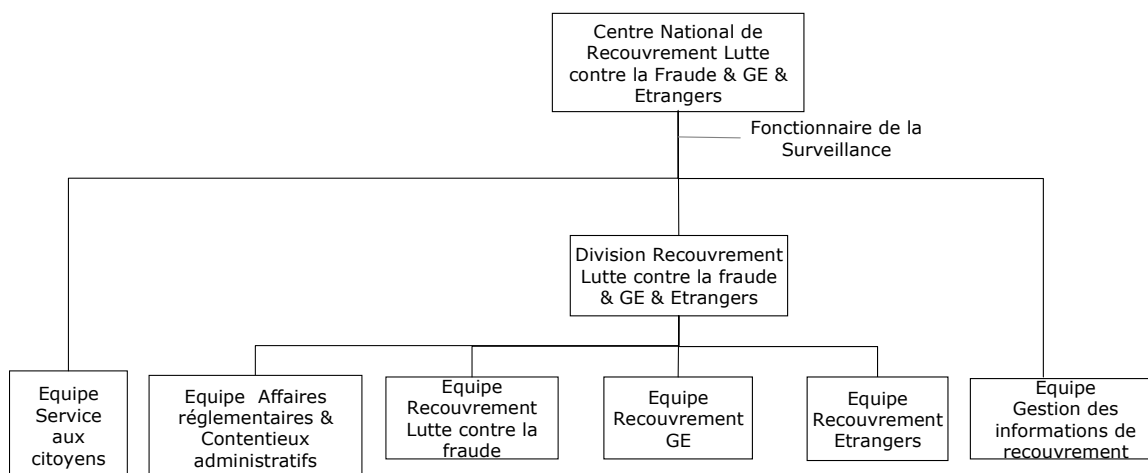 Centre National de
Recouvrement Lutte
contre la Fraude & GE &
Etrangers
Fonctionnaire de la
Surveillance
Division Recouvrement
Lutte contre la fraude
& GE & Etrangers
Equipe
Service
aux
citoyens
Equipe Affaires
réglementaires &
Contentieux
administratifs
Equipe
Recouvrement
Lutte contre la
fraude
Equipe
Recouvrement
GE
Equipe
Recouvrement
Etrangers
Equipe
Gestion des
informations de
recouvrement